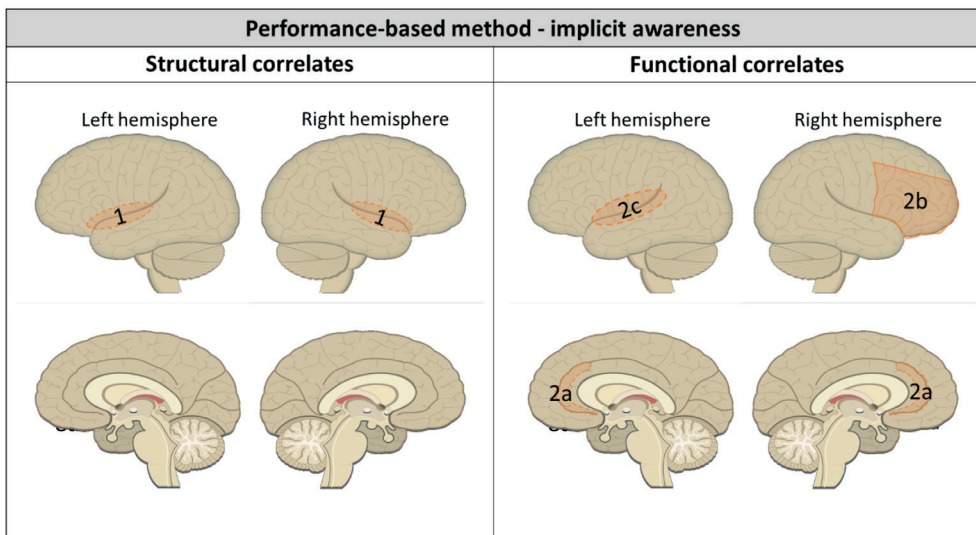 Performance-based method - implicit awareness
Structural correlates
Functional correlates
Left hemisphere
Right hemisphere
Left hemisphere
Right hemisphere
1
1
2c
2b
2a
2a